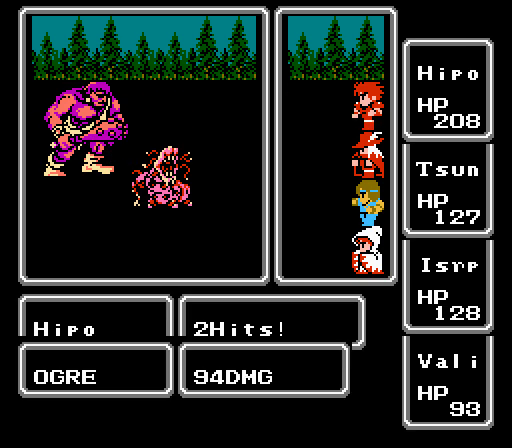 Hipo
HP
208
Tsun
HP
127
Isrp
HP
128
Vali
HP
93
Hipo
2Hits!
OGRE
94DMG